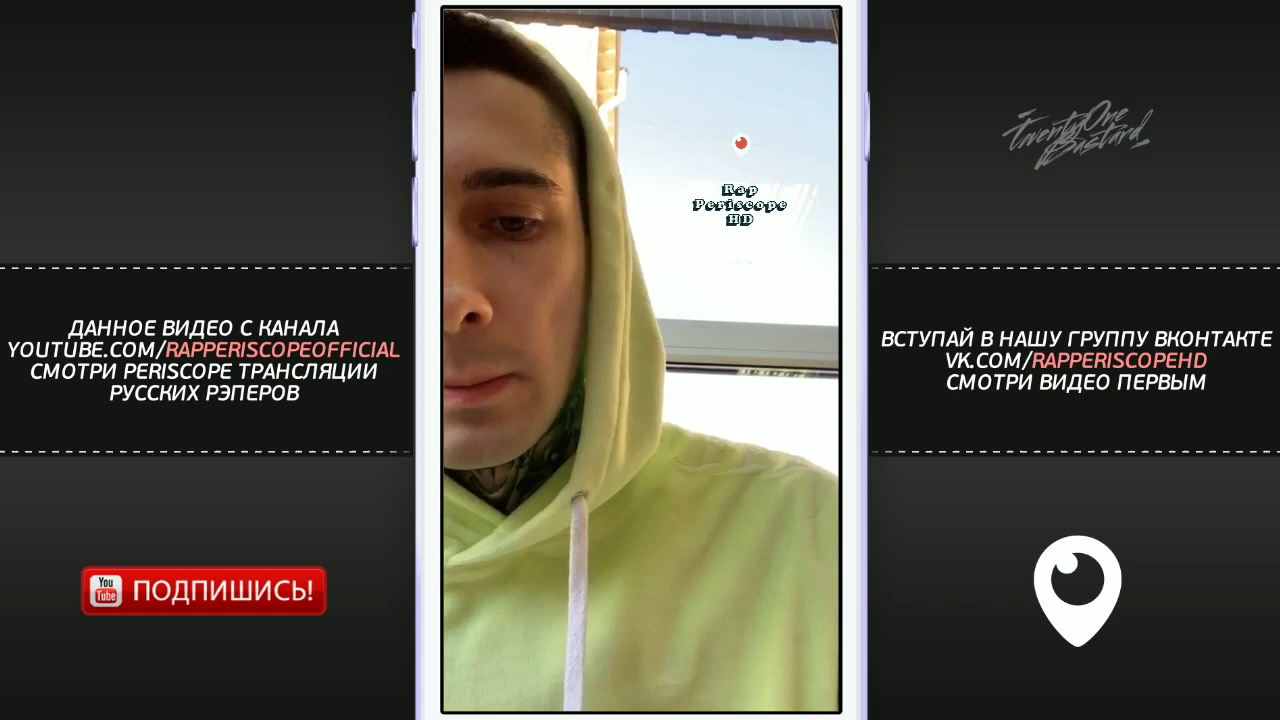 ДАННОЕ ВИДЕО С КАНАЛА
YOUTUBE.COM/RAPPERISCOPEOFFICIAL
СМОТРИ PERISCOPE ТРАНСЛЯЦИИ
РУССКИХ РЭПЕРОВ
You
Tube
ПОДПИШИСЬ!
Rap
Periscope
HD
TwentyOne
Bastard
ВСТУПАЙ В НАШУ ГРУППУ ВКОНТАКТЕ
VK.COM/RAPPERISCOPEHD
СМОТРИ ВИДЕО ПЕРВЫМ